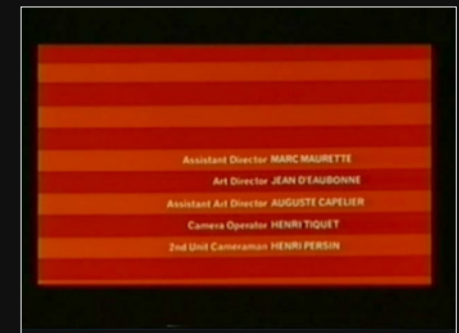 Assistant Director MARC MAURETTE
Art Director JEAN D'EAUBONNE
Assistant Art Director AUGUSTE CAPELIER
Camera Operator HENRI TIQUET
2nd Unit Cameraman HENRI PERSIN